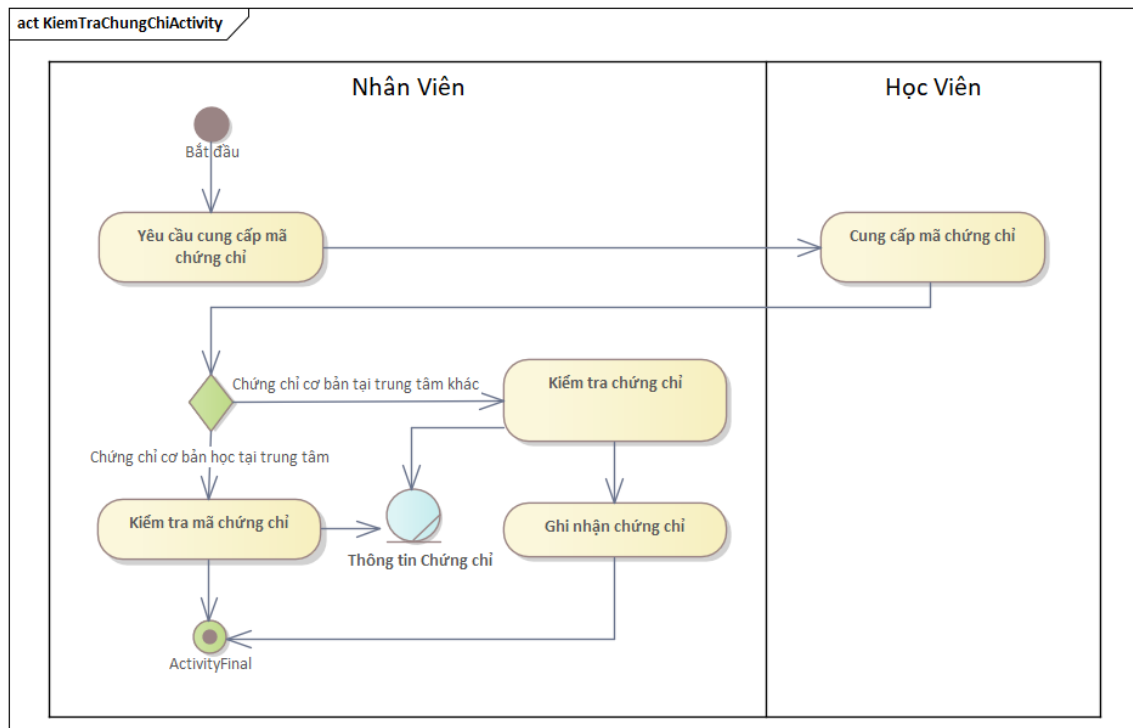 act KiemTraChungChiActivity
Nhân Viên
Học Viên
Bắt đầu
Yêu cầu cung cấp mã
chứng chỉ
Cung cấp mã chứng chỉ
Chứng chỉ cơ bản tại trung tâm khác
Kiểm tra chứng chỉ
Chứng chỉ cơ bản học tại trung tâm
Kiểm tra mã chứng chỉ
Ghi nhận chứng chỉ
Thông tin Chứng chỉ
ActivityFinal